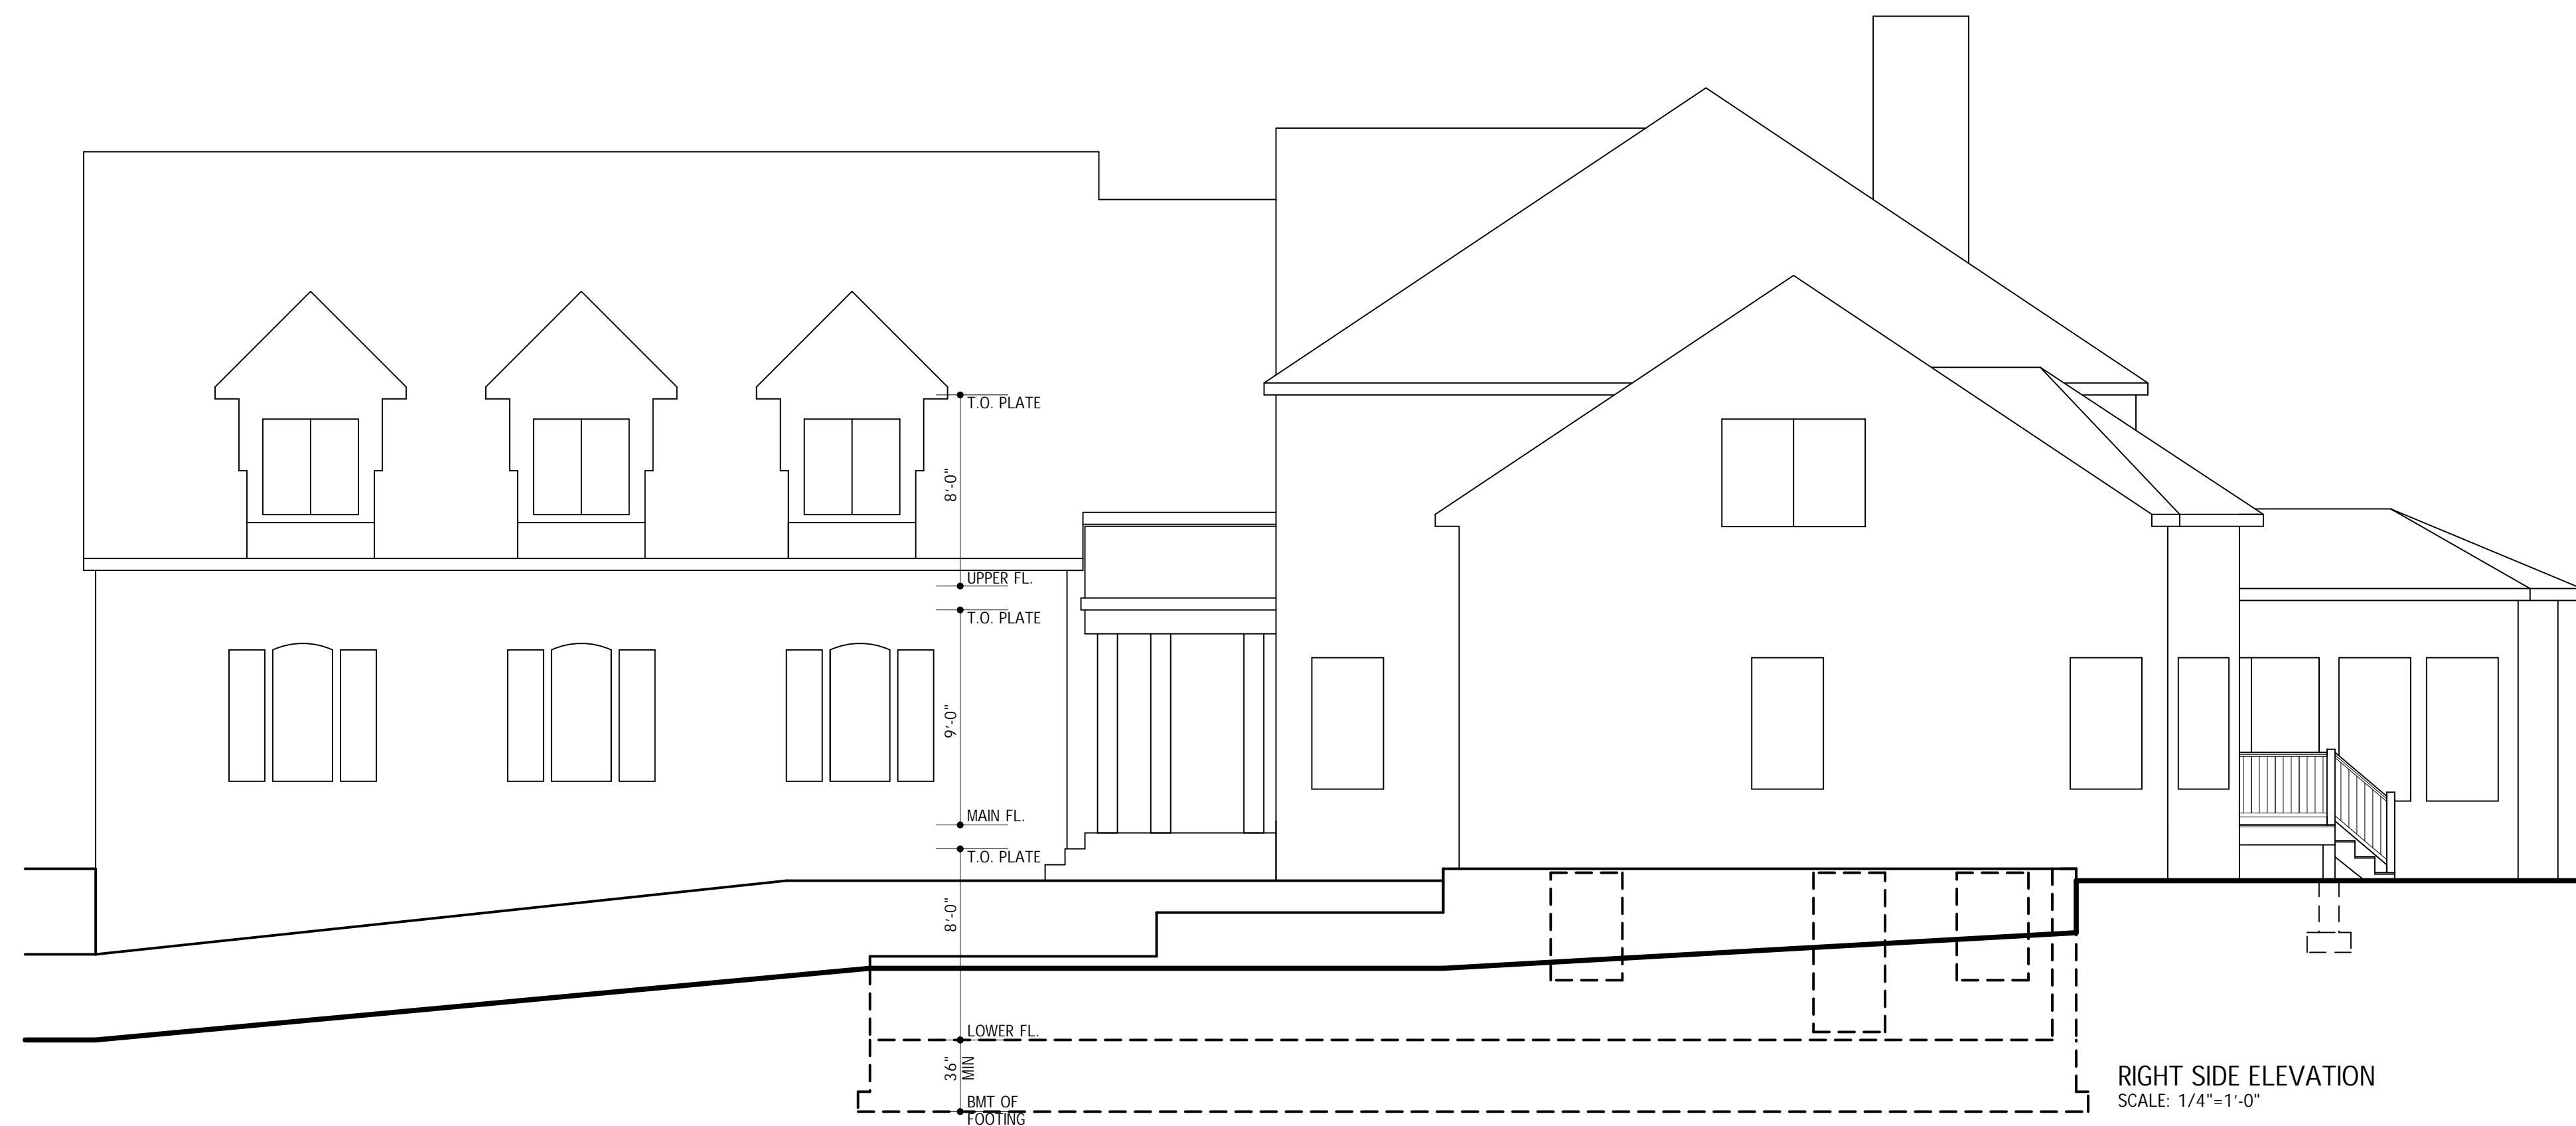 T.O. PLATE
8'-0"
UPPER FL.
T.O. PLATE
9'-0"
MAIN FL.
T.O. PLATE
8'-0"
LOWER FL.
36"
MIN
BMT OF
FOOTING
RIGHT SIDE ELEVATION
SCALE: 1/4"=1'-0"